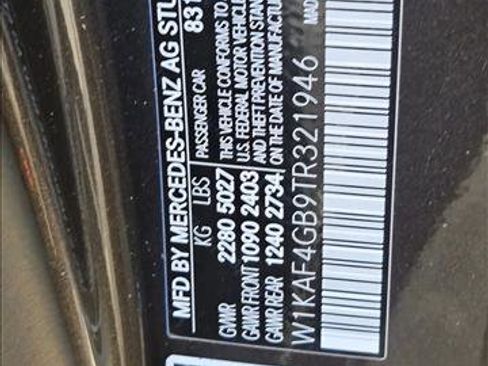 MFD BY MERCEDES-BENZ AG STU
831
KG LBS PASSENGER CAR
GVWR 2280 5027 THIS VEHICLE CONFORMS TO
GAWR FRONT 1090 2403 U.S. FEDERAL MOTOR VEHICLE
GAWR REAR 1240 2734 AND THEFT PREVENTION STAN
ON THE DATE OF MANUFACTU
W1KAF4GB9TR321946
MAD